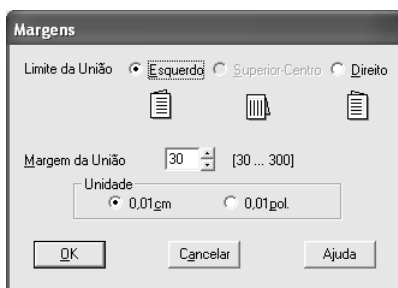 Margens
Limite da União Esquerdo Superior-Centro Direito
Margem da União 30 [30 ... 300]
Unidade
0,01cm 0,01pol.
OK Cancelar Ajuda